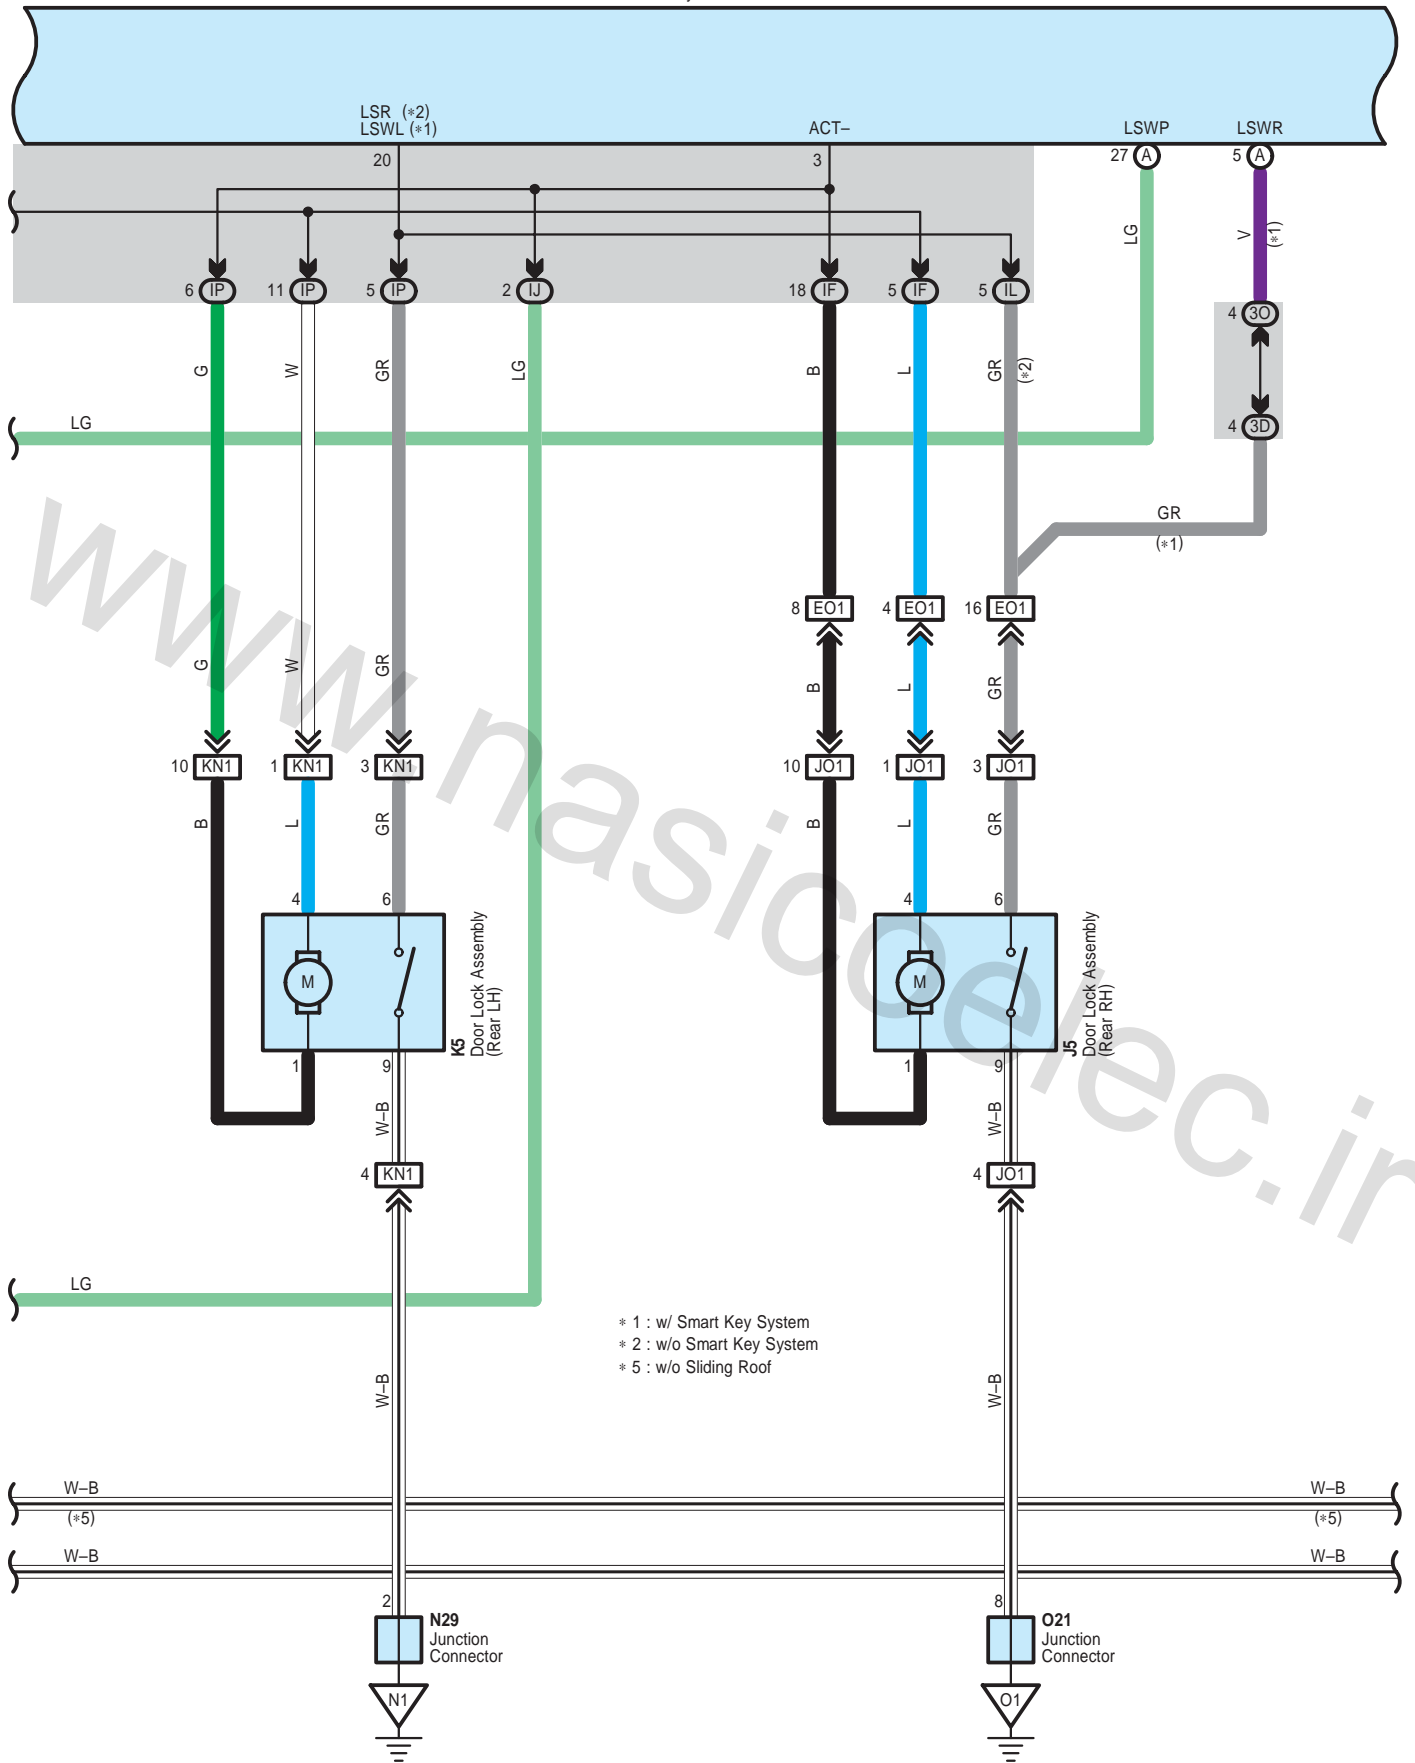 LSR (*2)
LSWL (*1)
ACT–
LSWP
LSWR
20
3
27 A
5 A
LG
V
(*1)
6 IP
11 IP
5 IP
2 IJ
18 IF
5 IF
5 IL
4 3O
G
W
GR
LG
B
L
GR
(*2)
LG
4 3D
GR
(*1)
8 EO1
4 EO1
16 EO1
G
W
GR
B
L
GR
10 KN1
1 KN1
3 KN1
10 JO1
1 JO1
3 JO1
B
L
GR
B
L
GR
4
6
4
6
M
M
K5
Door Lock Assembly
(Rear LH)
J5
Door Lock Assembly
(Rear RH)
1
9
1
9
W–B
W–B
4 KN1
4 JO1
LG
* 1 : w/ Smart Key System
* 2 : w/o Smart Key System
* 5 : w/o Sliding Roof
W–B
W–B
W–B
(*5)
W–B
(*5)
W–B
W–B
2
8
N29
Junction
Connector
O21
Junction
Connector
N1
O1
www.nasicoelec.ir